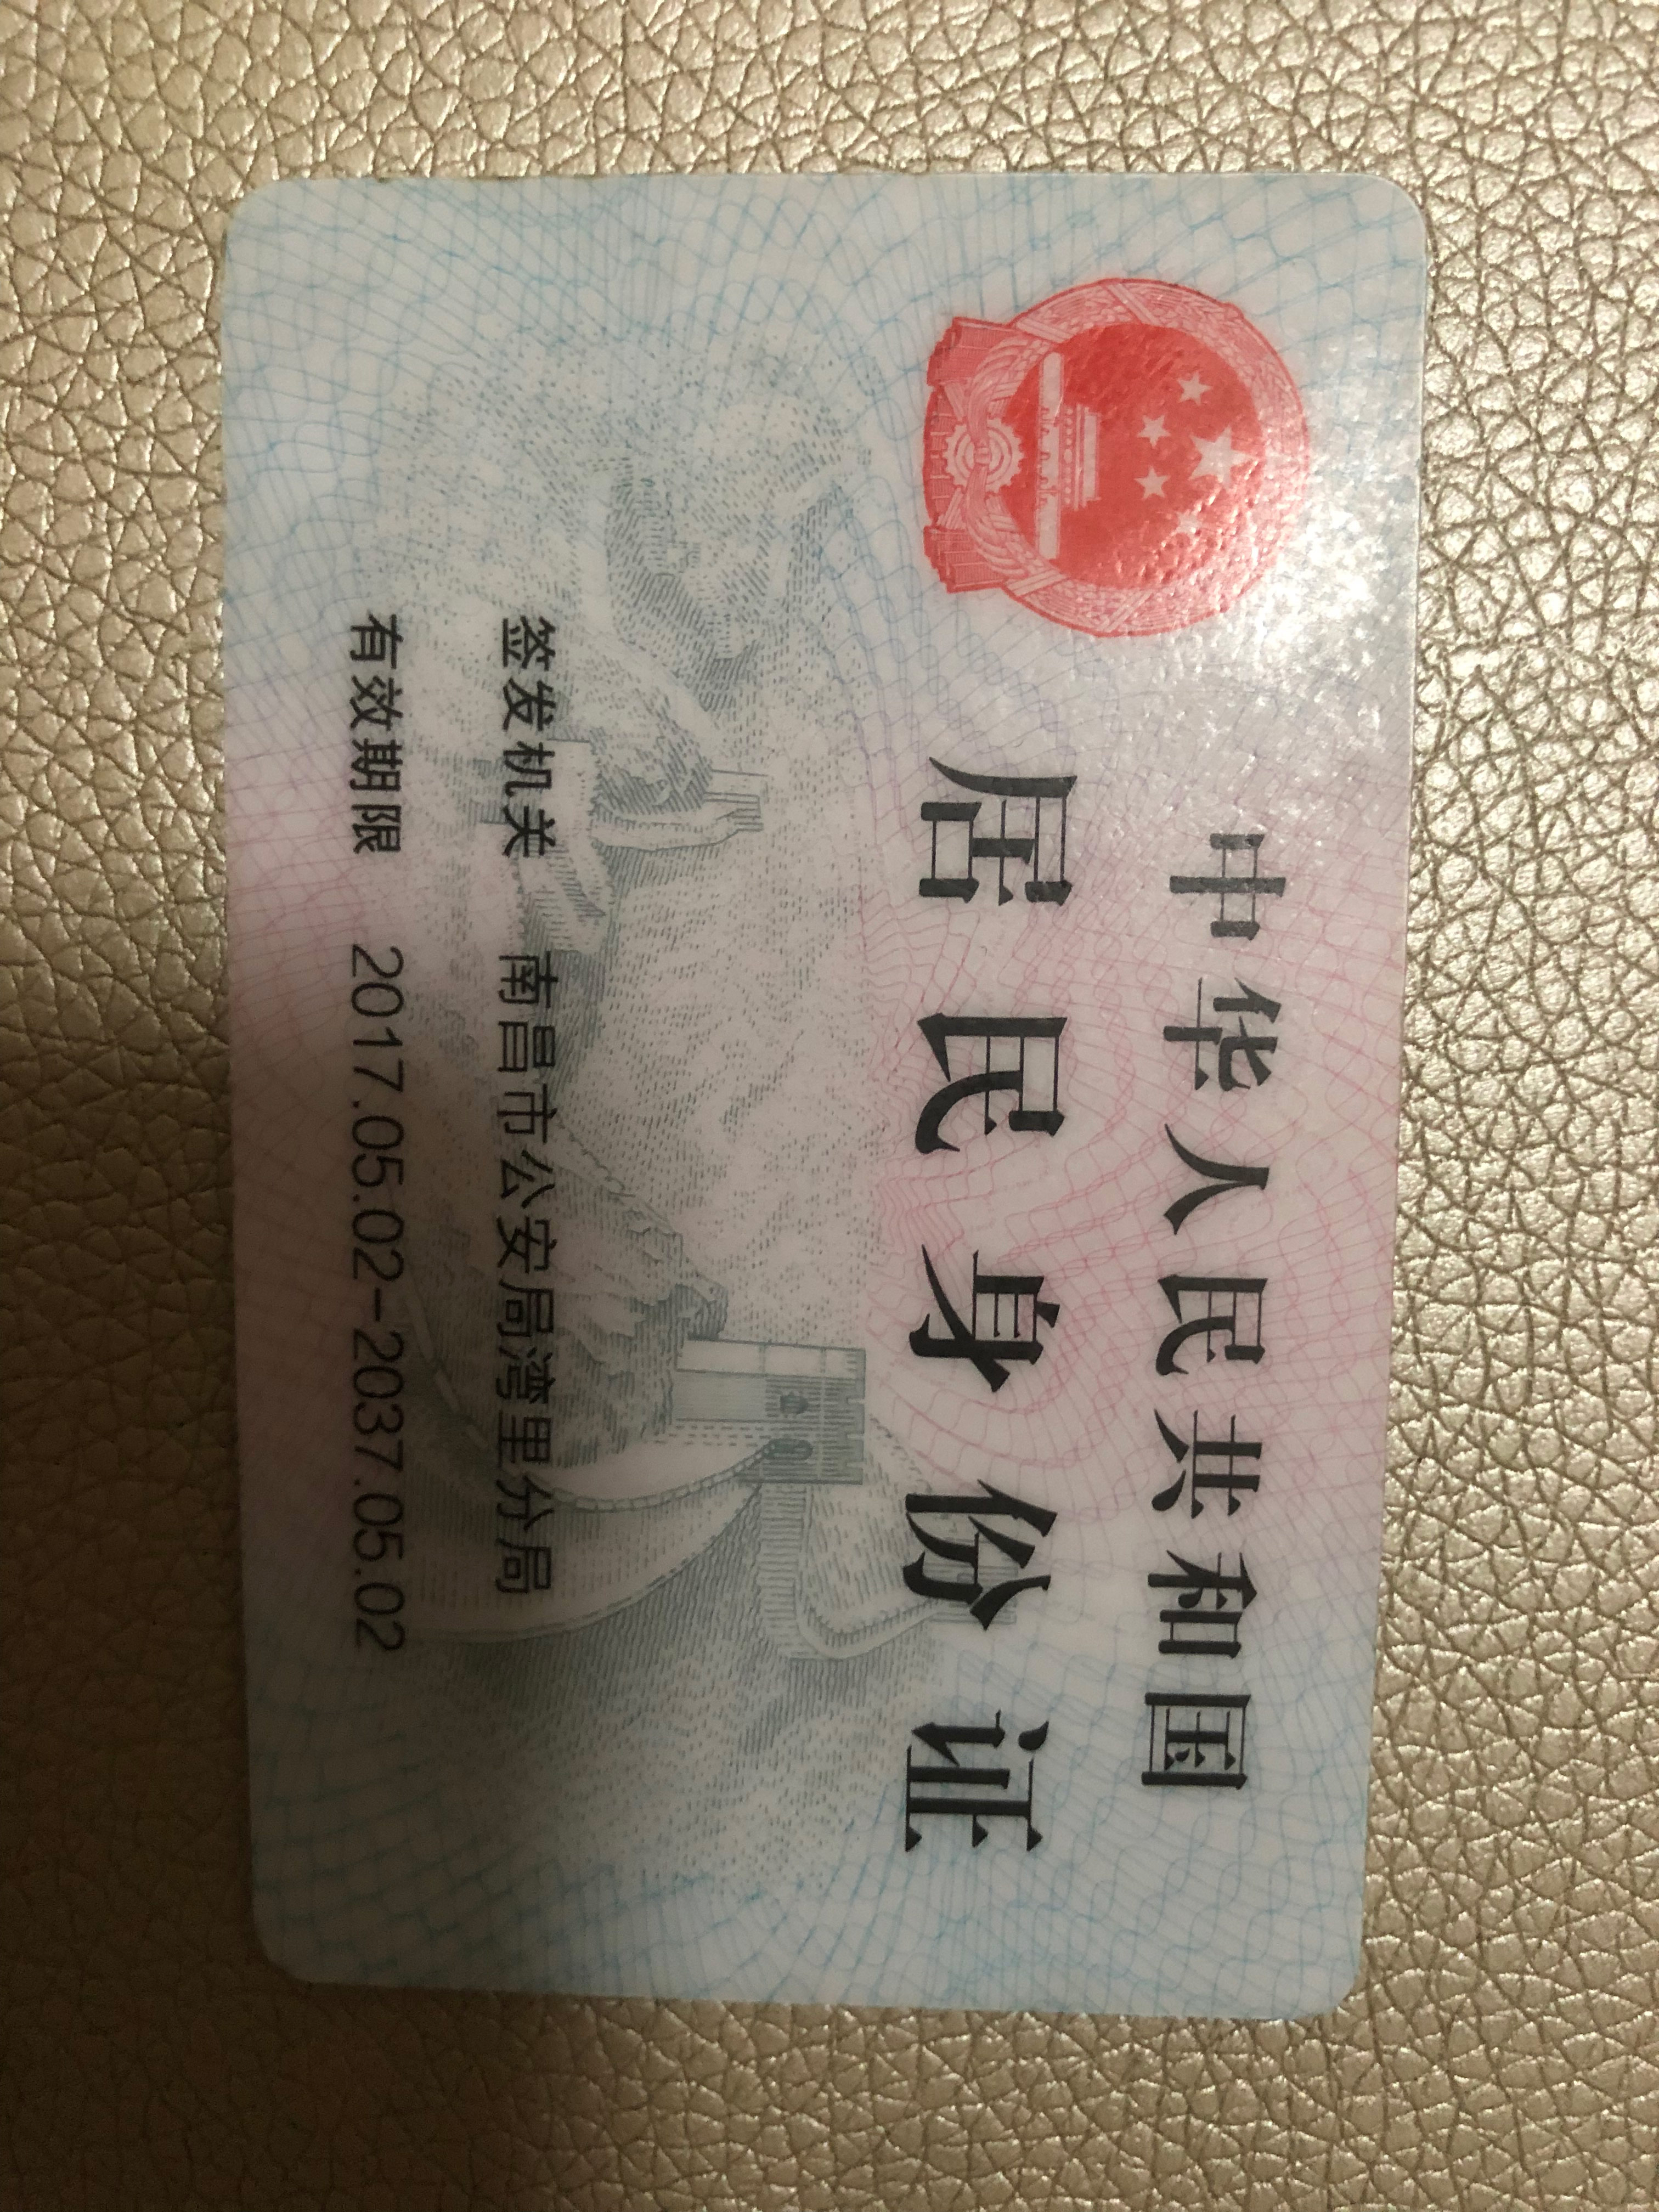 中华人民共和国
居民身份证
签发机关 南昌市公安局湾里分局
有效期限 2017.05.02-2037.05.02